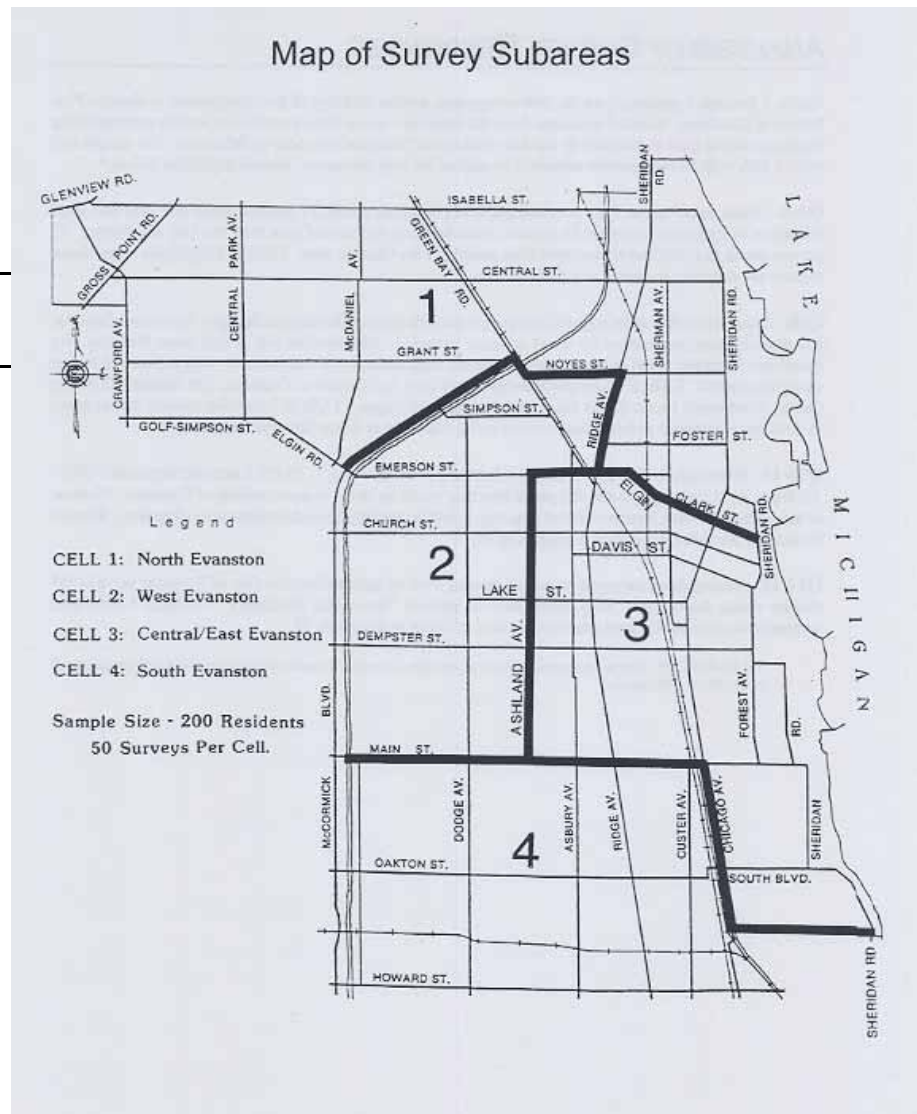 Map of Survey Subareas
GLENVIEW RD.
GROSS POINT RD.
ISABELLA ST.
SHERIDAN RD.
LAKE MICHIGAN
PARK AV.
CENTRAL
McDANIEL AV.
GREEN BAY RD.
CENTRAL ST.
CRAWFORD AV.
1
GRANT ST.
NOYES ST.
SHERMAN AV.
SHERIDAN RD.
SIMPSON ST.
RIDGE AV.
GOLF-SIMPSON ST.
ELGIN RD.
FOSTER ST.
EMERSON ST.
ELGIN
CLARK ST.
SHERIDAN RD.
Legend
CELL 1: North Evanston
CELL 2: West Evanston
CELL 3: Central/East Evanston
CELL 4: South Evanston
Sample Size - 200 Residents
50 Surveys Per Cell.
CHURCH ST.
2
DAVIS ST.
LAKE ST.
3
DEMPSTER ST.
ASHLAND AV.
FOREST AV.
RD.
McCORMICK BLVD.
MAIN ST.
DODGE AV.
ASBURY AV.
RIDGE AV.
CUSTER AV.
CHICAGO AV.
SHERIDAN
4
OAKTON ST.
SOUTH BLVD.
HOWARD ST.
SHERIDAN RD